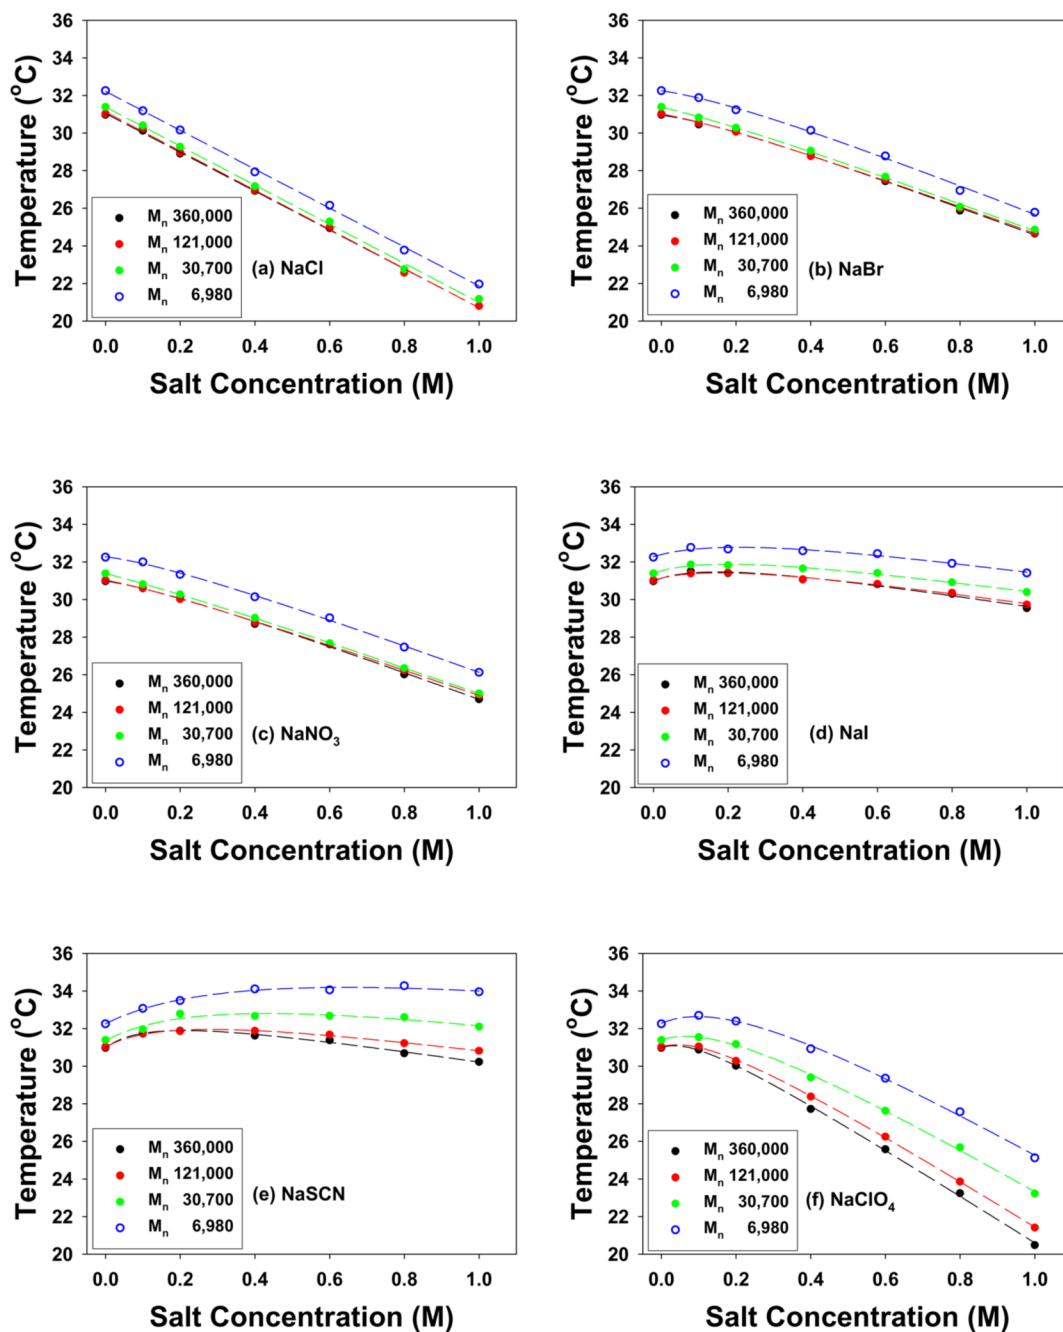 36
34
32
30
28
26
24
22
20
Temperature (°C)
Mn 360,000
Mn 121,000
Mn 30,700
Mn 6,980
(a) NaCl
0.0 0.2 0.4 0.6 0.8 1.0
Salt Concentration (M)
36
34
32
30
28
26
24
22
20
Temperature (°C)
Mn 360,000
Mn 121,000
Mn 30,700
Mn 6,980
(b) NaBr
0.0 0.2 0.4 0.6 0.8 1.0
Salt Concentration (M)
36
34
32
30
28
26
24
22
20
Temperature (°C)
Mn 360,000
Mn 121,000
Mn 30,700
Mn 6,980
(c) NaNO3
0.0 0.2 0.4 0.6 0.8 1.0
Salt Concentration (M)
36
34
32
30
28
26
24
22
20
Temperature (°C)
Mn 360,000
Mn 121,000
Mn 30,700
Mn 6,980
(d) NaI
0.0 0.2 0.4 0.6 0.8 1.0
Salt Concentration (M)
36
34
32
30
28
26
24
22
20
Temperature (°C)
Mn 360,000
Mn 121,000
Mn 30,700
Mn 6,980
(e) NaSCN
0.0 0.2 0.4 0.6 0.8 1.0
Salt Concentration (M)
36
34
32
30
28
26
24
22
20
Temperature (°C)
Mn 360,000
Mn 121,000
Mn 30,700
Mn 6,980
(f) NaClO4
0.0 0.2 0.4 0.6 0.8 1.0
Salt Concentration (M)